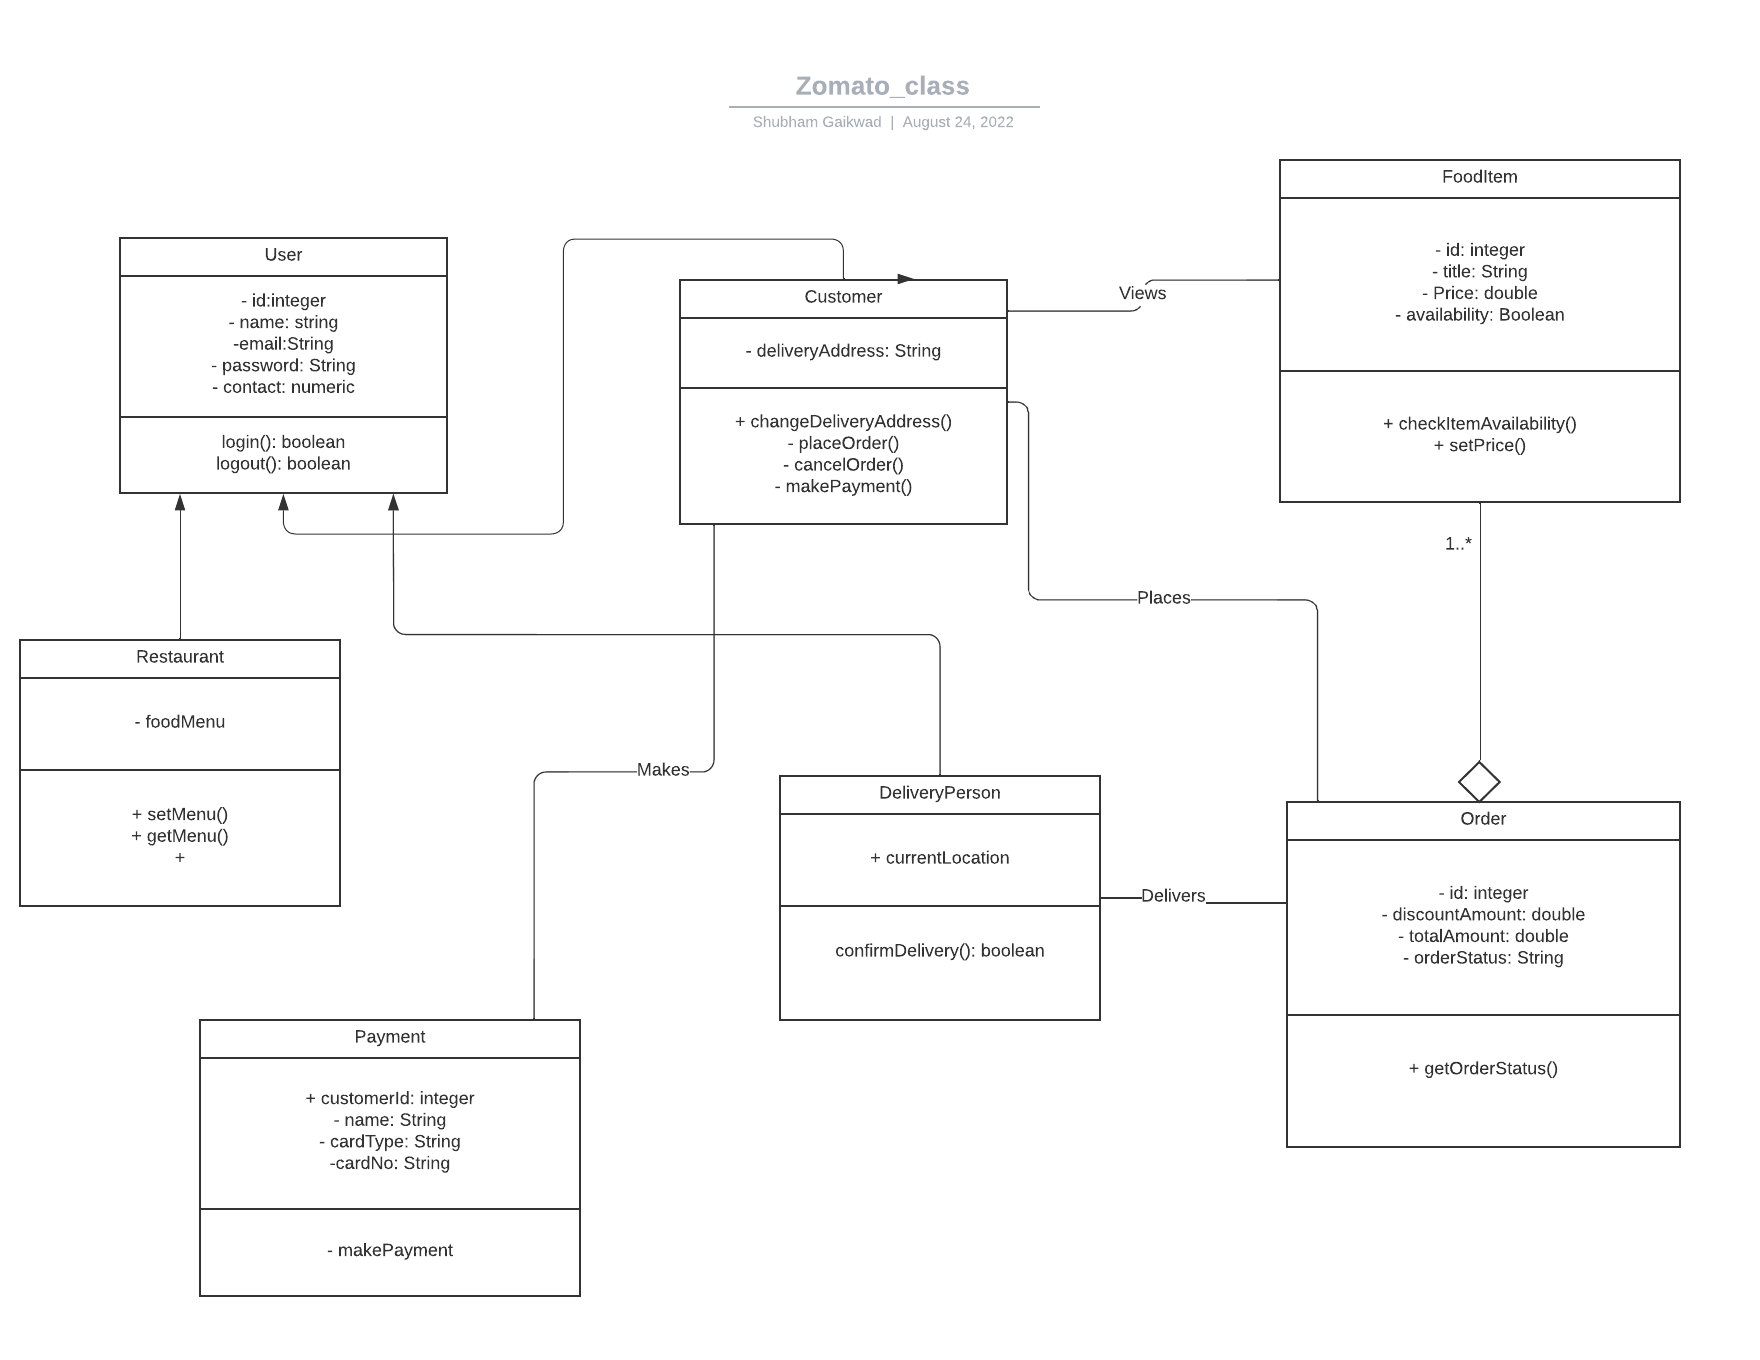 Zomato_class
Shubham Gaikwad | August 24, 2022
User
- id:integer
- name: string
-email:String
- password: String
- contact: numeric
login(): boolean
logout(): boolean
Customer
- deliveryAddress: String
+ changeDeliveryAddress()
- placeOrder()
- cancelOrder()
- makePayment()
Views
FoodItem
- id: integer
- title: String
- Price: double
- availability: Boolean
+ checkItemAvailability()
+ setPrice()
1..*
Places
Restaurant
- foodMenu
+ setMenu()
+ getMenu()
+
Makes
DeliveryPerson
+ currentLocation
confirmDelivery(): boolean
Delivers
Order
- id: integer
- discountAmount: double
- totalAmount: double
- orderStatus: String
+ getOrderStatus()
Payment
+ customerId: integer
- name: String
- cardType: String
-cardNo: String
- makePayment